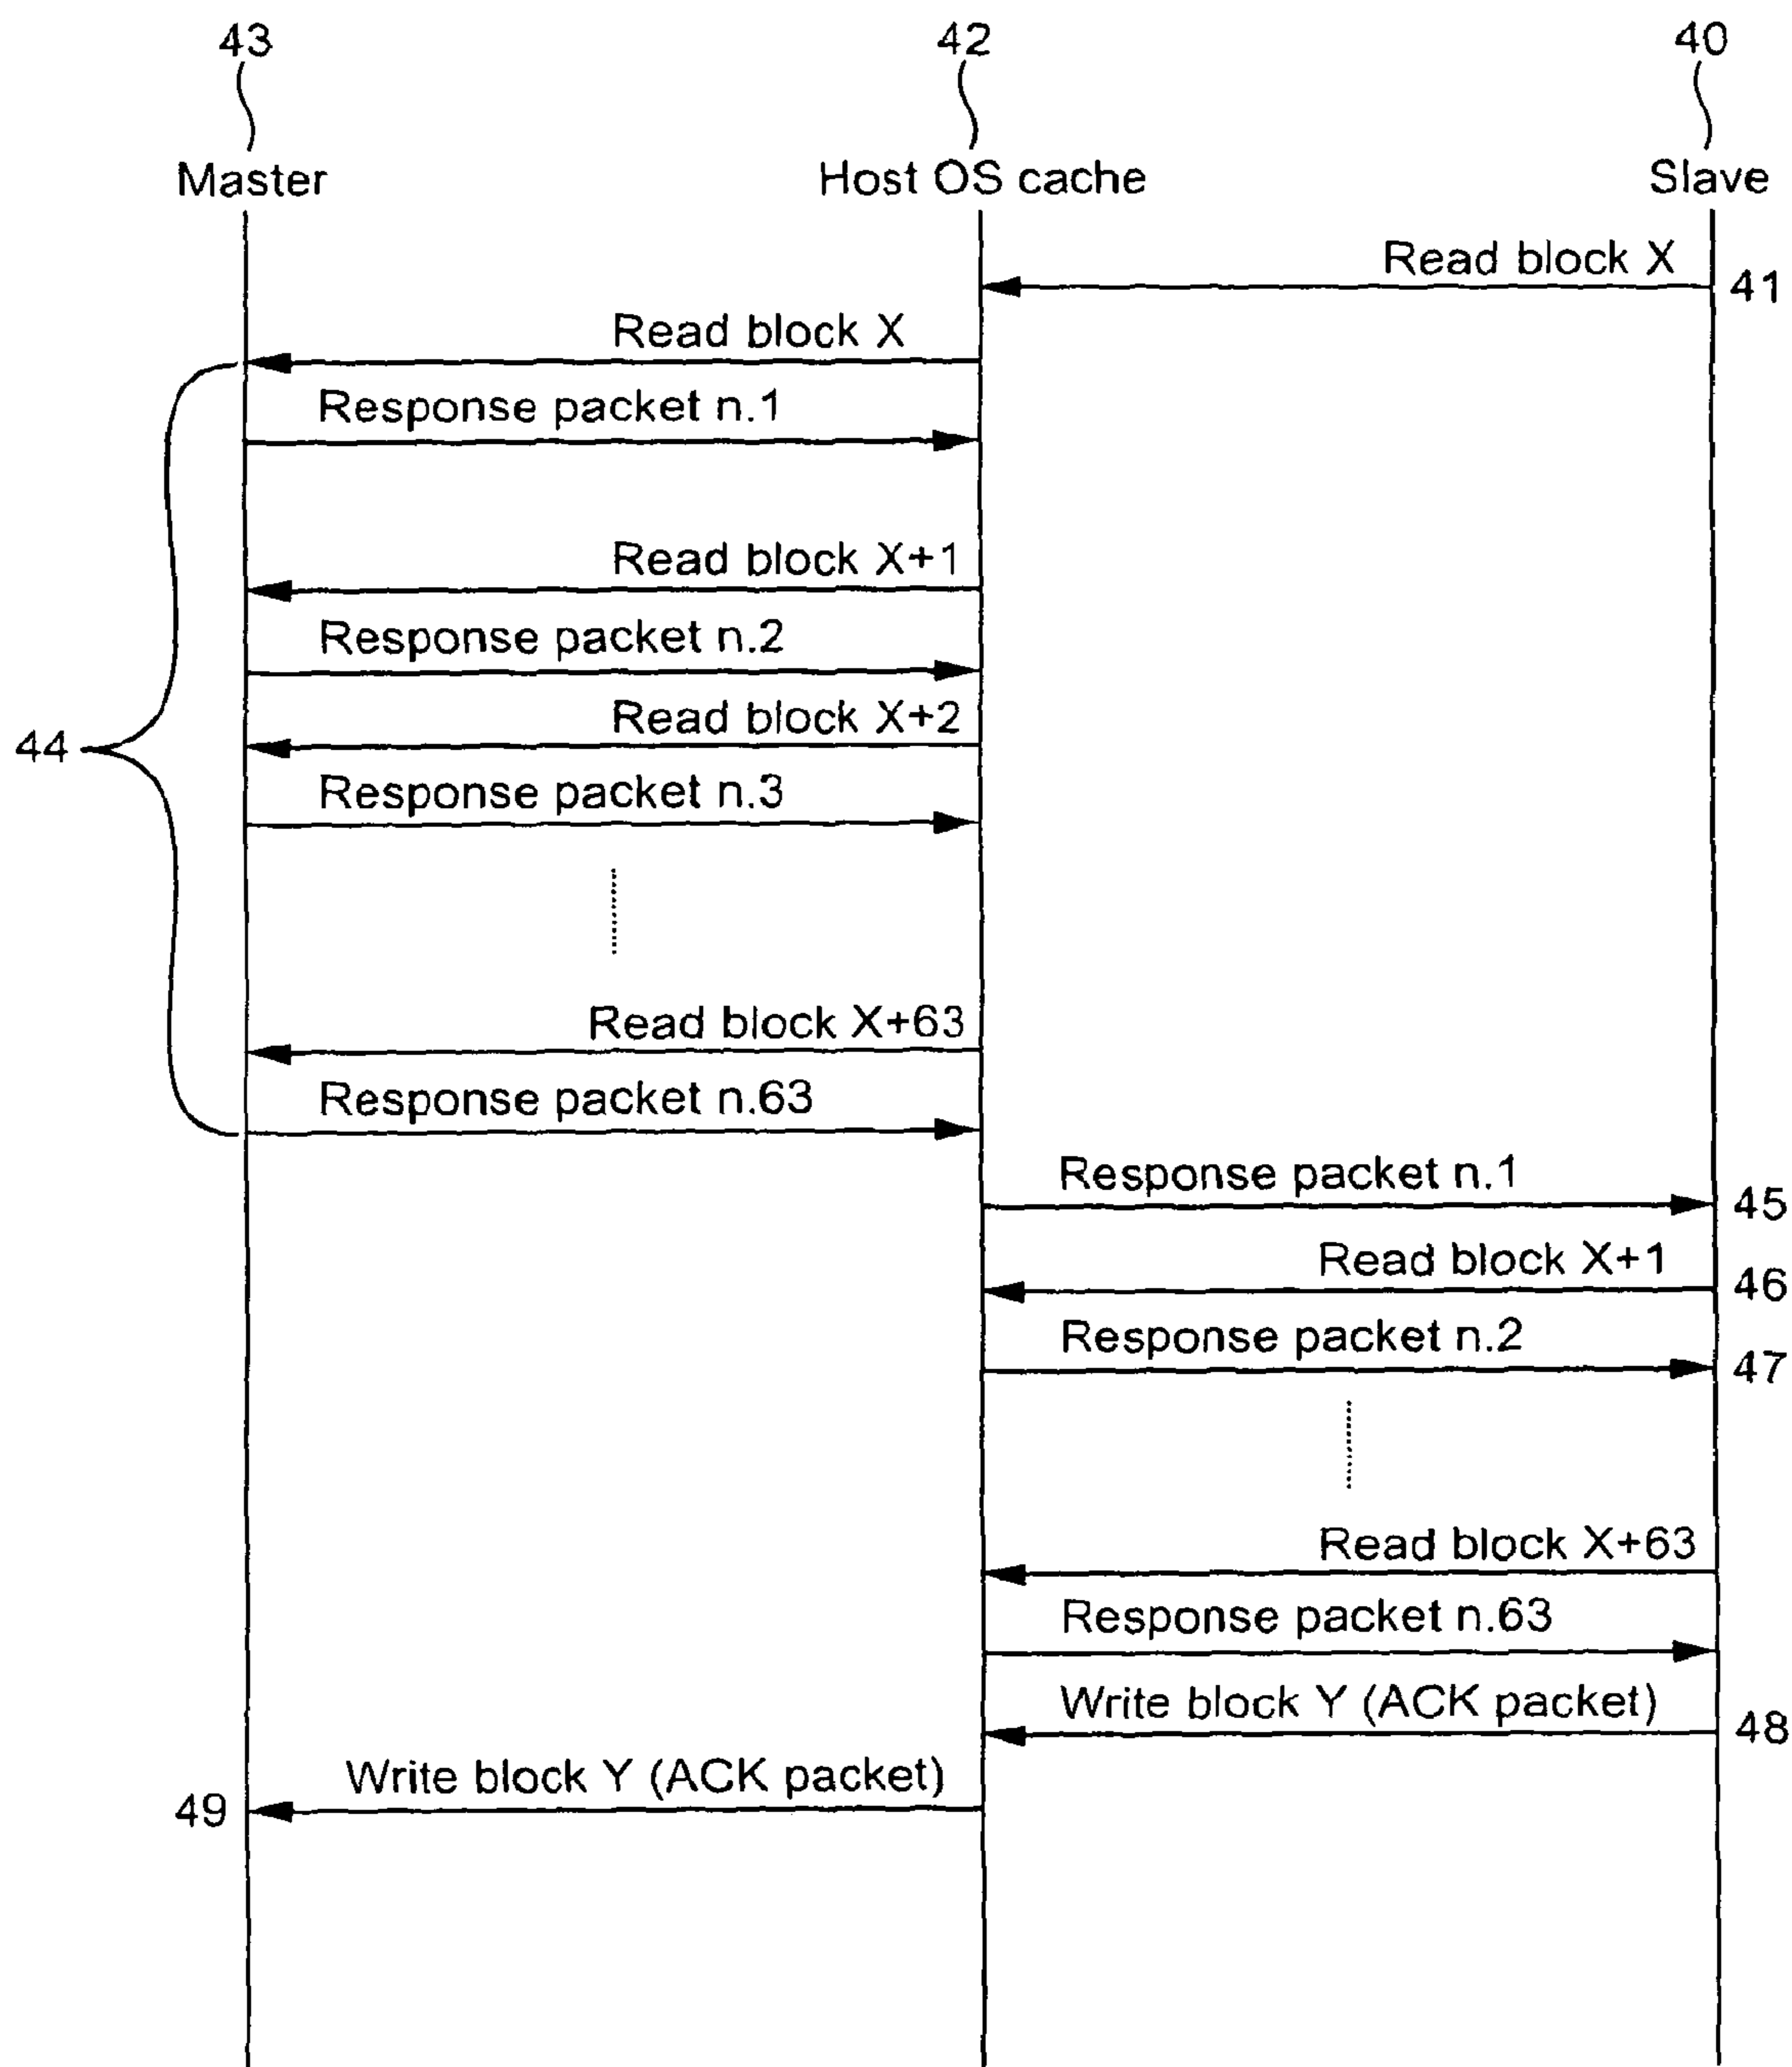 43 42 40
Master Host OS cache Slave
Read block X
41
Read block X
Response packet n.1
Read block X+1
Response packet n.2
Read block X+2
44
Response packet n.3
Read block X+63
Response packet n.63
Response packet n.1
45
Read block X+1
46
Response packet n.2
47
Read block X+63
Response packet n.63
Write block Y (ACK packet)
48
Write block Y (ACK packet)
49